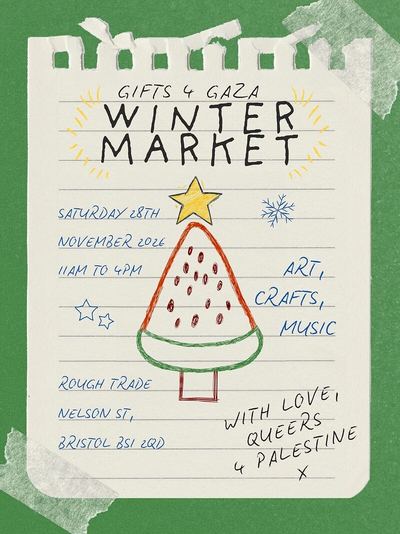 GIFTS 4 GAZA
WINTER
MARKET
SATURDAY 28TH
NOVEMBER 2026
11AM TO 4PM
ART,
CRAFTS,
MUSIC
ROUGH TRADE
NELSON ST,
BRISTOL BS1 2QD
WITH LOVE,
QUEERS
4 PALESTINE
X